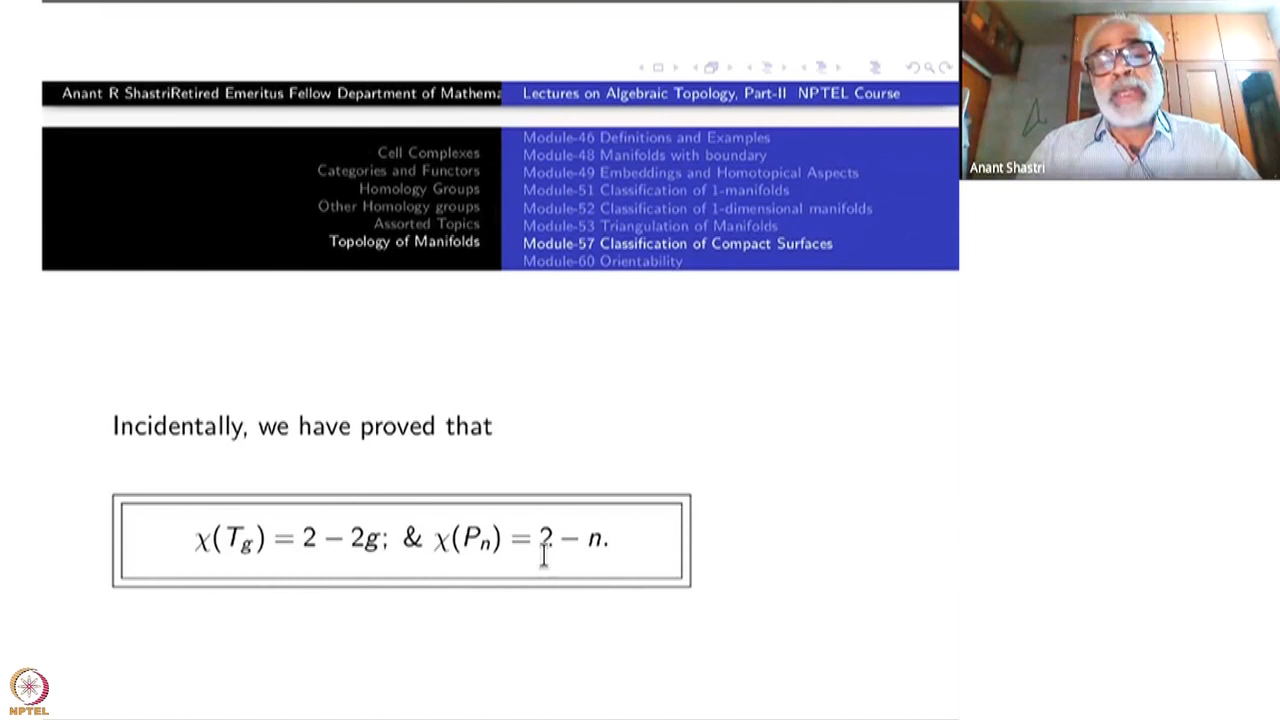 Anant R ShastriRetired Emeritus Fellow Department of Mathema
Lectures on Algebraic Topology, Part-II NPTEL Course
Cell Complexes
Categories and Functors
Homology Groups
Other Homology groups
Assorted Topics
Topology of Manifolds
Module-46 Definitions and Examples
Module-48 Manifolds with boundary
Module-49 Embeddings and Homotopical Aspects
Module-51 Classification of 1-manifolds
Module-52 Classification of 1-dimensional manifolds
Module-53 Triangulation of Manifolds
Module-57 Classification of Compact Surfaces
Module-60 Orientability
Anant Shastri
Incidentally, we have proved that
χ(T_g) = 2 − 2g; & χ(P_n) = 2 − n.
NPTEL